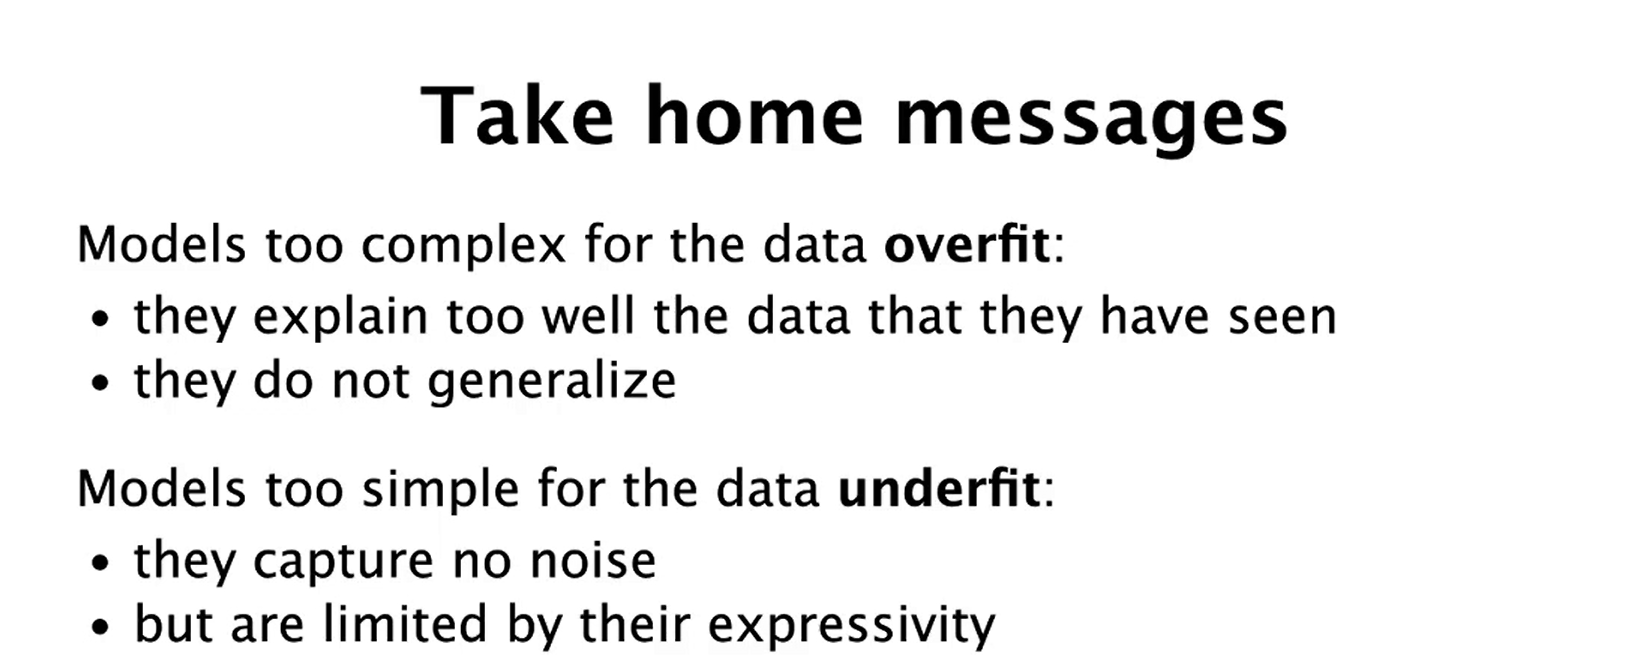 Take home messages
Models too complex for the data overfit:
• they explain too well the data that they have seen
• they do not generalize
Models too simple for the data underfit:
• they capture no noise
• but are limited by their expressivity